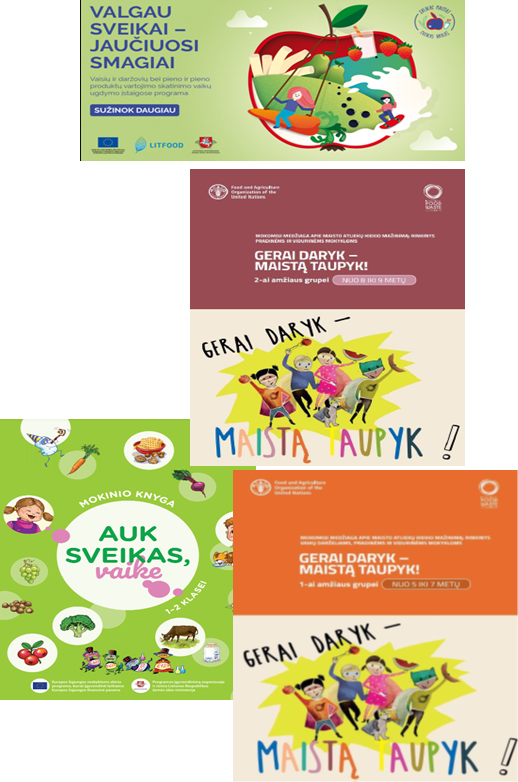 VALGAU
SVEIKAI –
JAUČIUOSI
SMAGIAI
Vaisių ir daržovių bei pieno ir pieno
produktų vartojimo skatinimo vaikų
ugdymo įstaigose programa
SUŽINOK DAUGIAU
LITFOOD
Food and Agriculture
Organization of the
United Nations
MOKOMOJI MEDŽIAGA APIE MAISTO ATLIEKŲ KIEKIO MAŽINIMĄ, RINKINYS
PRADINĖMS IR VIDURINĖMS MOKYKLOMS
GERAI DARYK –
MAISTĄ TAUPYK!
2-ai amžiaus grupei NUO 8 IKI 9 METŲ
GERAI DARYK –
MAISTĄ TAUPYK!
MOKINIO KNYGA
AUK
SVEIKAS,
vaike
1–2 KLASEI
Food and Agriculture
Organization of the
United Nations
MOKOMOJI MEDŽIAGA APIE MAISTO ATLIEKŲ KIEKIO MAŽINIMĄ, RINKINYS
VAIKŲ DARŽELIAMS, PRADINĖMS IR VIDURINĖMS MOKYKLOMS
GERAI DARYK –
MAISTĄ TAUPYK!
1-ai amžiaus grupei NUO 5 IKI 7 METŲ
GERAI DARYK –
MAISTĄ TAUPYK!